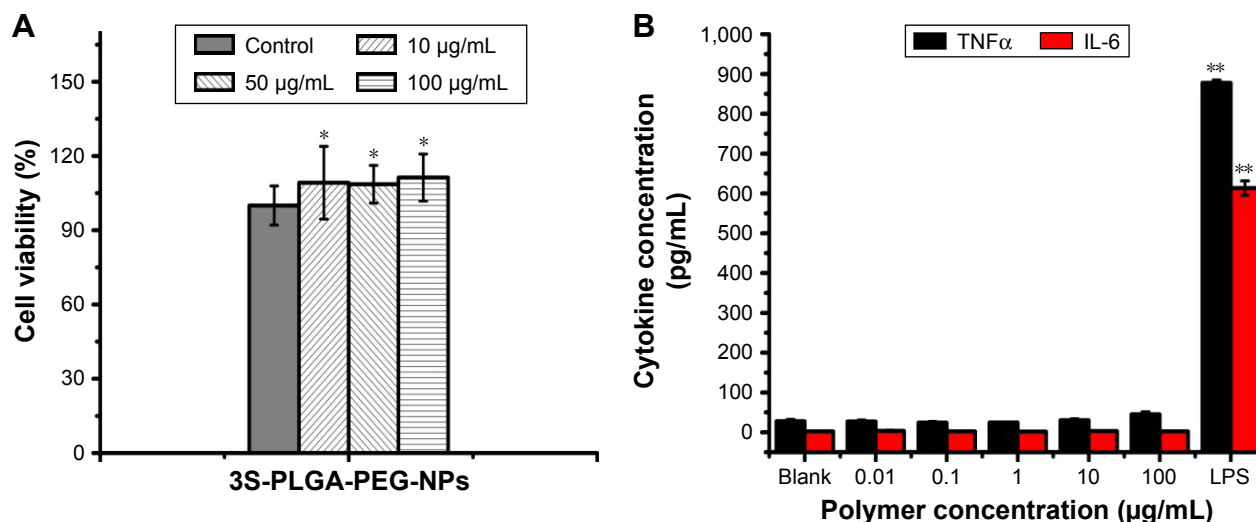 A
Control
10 µg/mL
50 µg/mL
100 µg/mL
150
120
90
60
30
0
Cell viability (%)
*
*
*
3S-PLGA-PEG-NPs
B
TNFα
IL-6
1,000
900
800
700
600
500
400
300
200
100
0
Cytokine concentration
(pg/mL)
**
**
Blank
0.01
0.1
1
10
100
LPS
Polymer concentration (µg/mL)